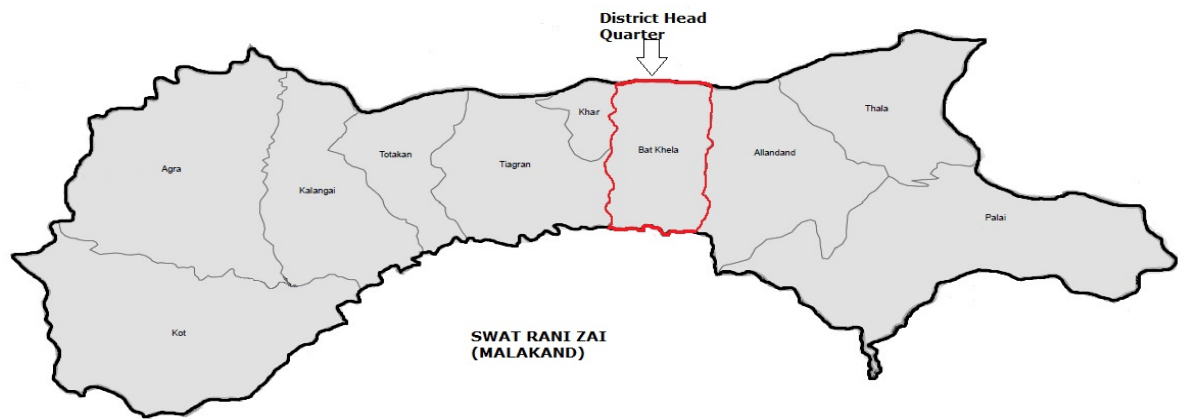 District Head
Quarter
Thala
Khar
Bat Khela
Allandand
Totakan
Tiagran
Agra
Kalangai
Palai
Kot
SWAT RANI ZAI
(MALAKAND)